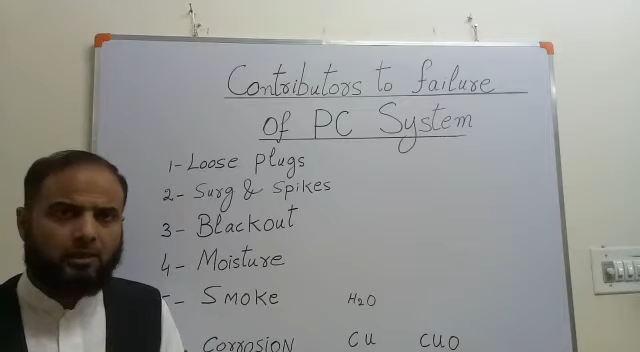 Contributors to failure
of PC System
1- Loose plugs
2- Surg & spikes
3- Blackout
4- Moisture
- Smoke H2O
Corrosion CU CUO